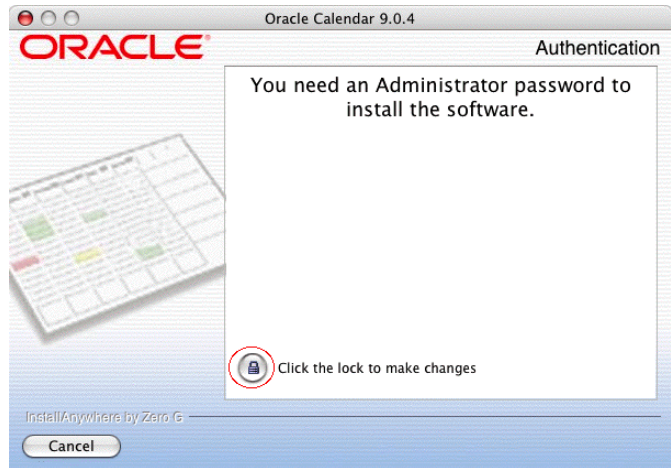 Oracle Calendar 9.0.4
ORACLE®
Authentication
You need an Administrator password to
install the software.
Click the lock to make changes
InstallAnywhere by Zero G
Cancel